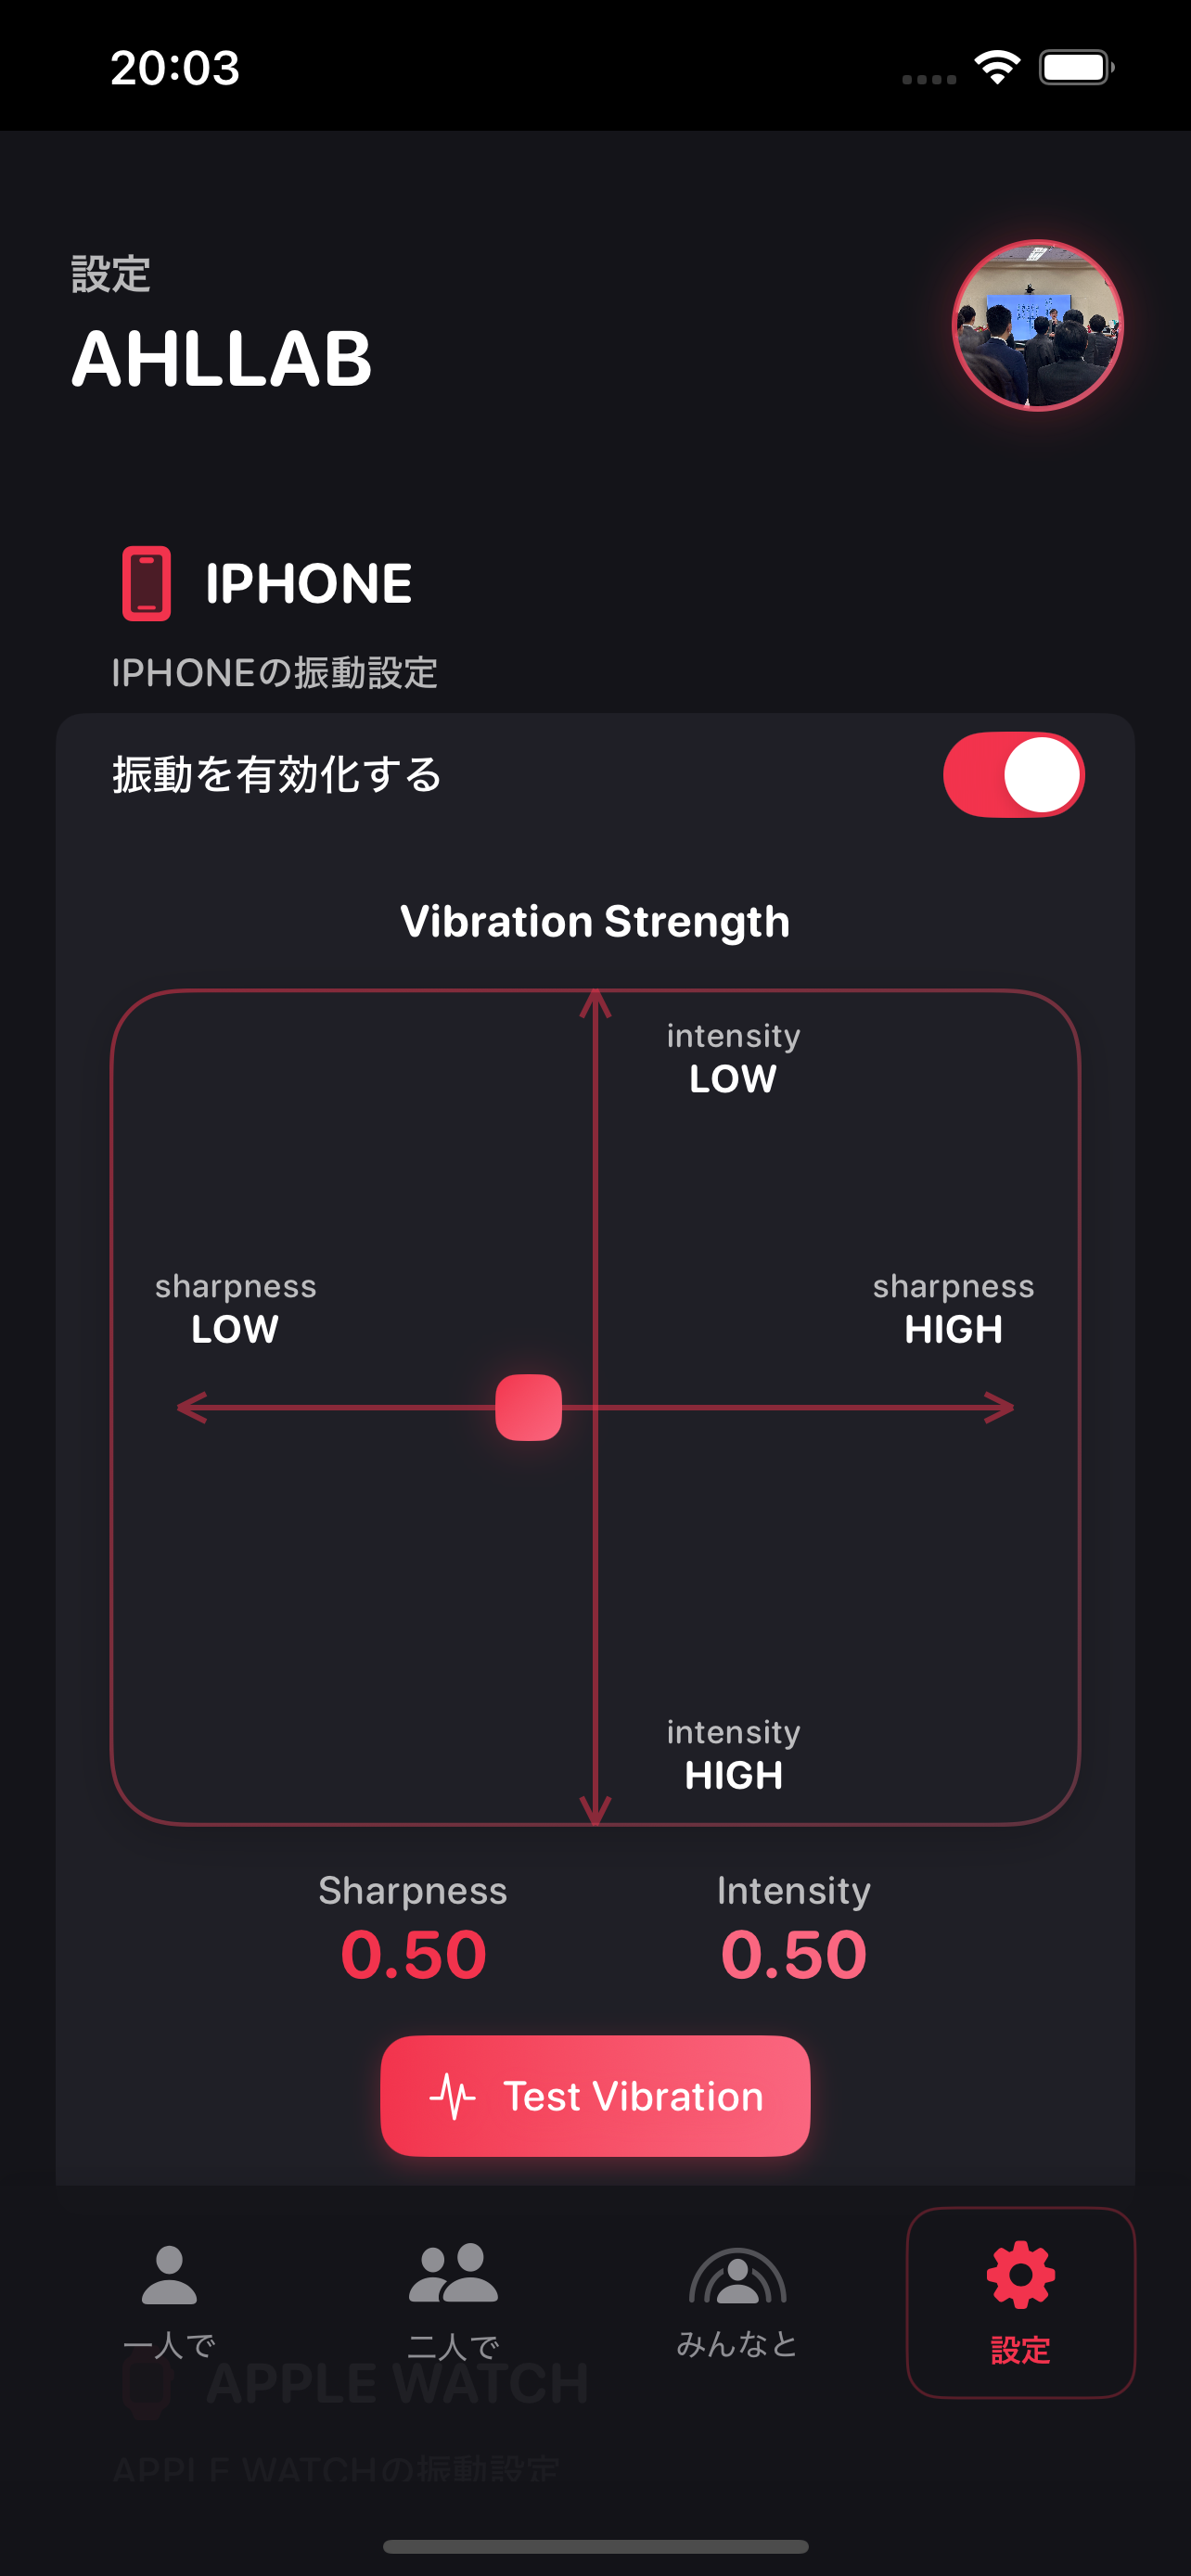 20:03
設定
AHLLAB
IPHONE
IPHONEの振動設定
振動を有効化する
Vibration Strength
intensity
LOW
sharpness
LOW
sharpness
HIGH
intensity
HIGH
Sharpness
0.50
Intensity
0.50
Test Vibration
一人で
二人で
みんなと
設定
APPLE WATCH
APPLE WATCHの振動設定